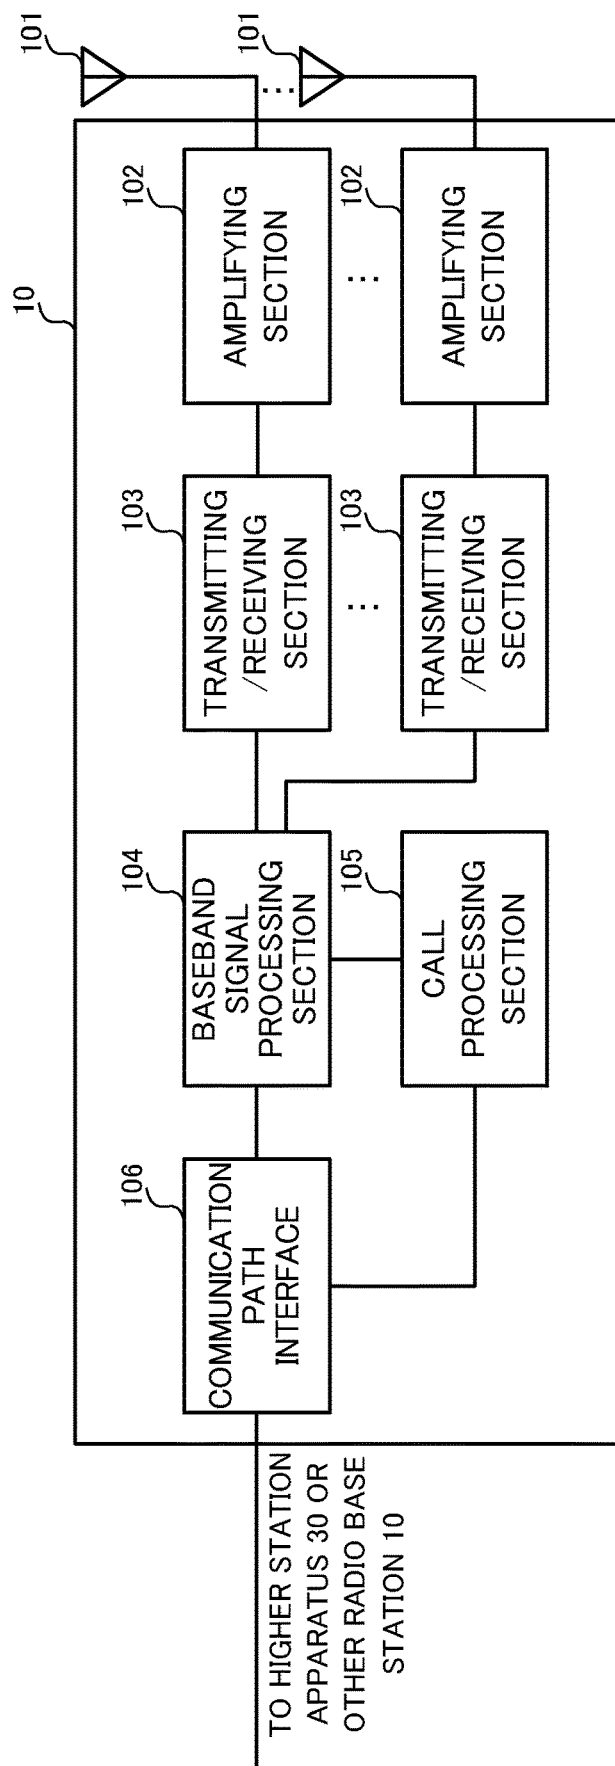 10
101
...
101
102
AMPLIFYING
SECTION
...
102
AMPLIFYING
SECTION
103
TRANSMITTING
/RECEIVING
SECTION
...
103
TRANSMITTING
/RECEIVING
SECTION
104
BASEBAND
SIGNAL
PROCESSING
SECTION
105
CALL
PROCESSING
SECTION
106
COMMUNICATION
PATH
INTERFACE
TO HIGHER STATION
APPARATUS 30 OR
OTHER RADIO BASE
STATION 10